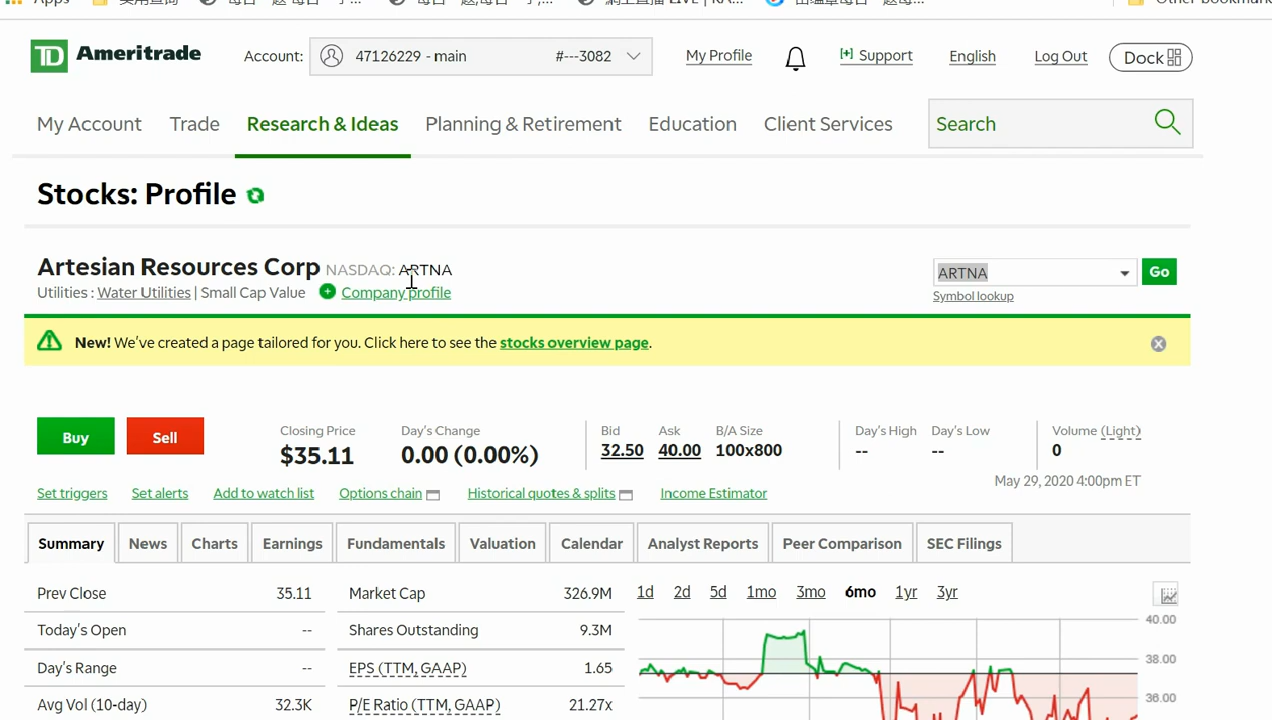 Apps
Other bookmark
TD Ameritrade
Account: 47126229 - main #---3082
My Profile
[+] Support
English
Log Out
Dock
My Account Trade Research & Ideas Planning & Retirement Education Client Services
Search
Stocks: Profile
Artesian Resources Corp NASDAQ: ARTNA
ARTNA
Go
Utilities : Water Utilities | Small Cap Value + Company profile
Symbol lookup
New! We've created a page tailored for you. Click here to see the stocks overview page.
Buy
Sell
Closing Price Day's Change Bid Ask B/A Size Day's High Day's Low Volume (Light)
$35.11 0.00 (0.00%) 32.50 40.00 100x800 -- -- 0
May 29, 2020 4:00pm ET
Set triggers Set alerts Add to watch list Options chain Historical quotes & splits Income Estimator
Summary News Charts Earnings Fundamentals Valuation Calendar Analyst Reports Peer Comparison SEC Filings
Prev Close 35.11 Market Cap 326.9M
1d 2d 5d 1mo 3mo 6mo 1yr 3yr
Today's Open -- Shares Outstanding 9.3M
Day's Range -- EPS (TTM, GAAP) 1.65
Avg Vol (10-day) 32.3K P/E Ratio (TTM, GAAP) 21.27x
40.00
38.00
36.00